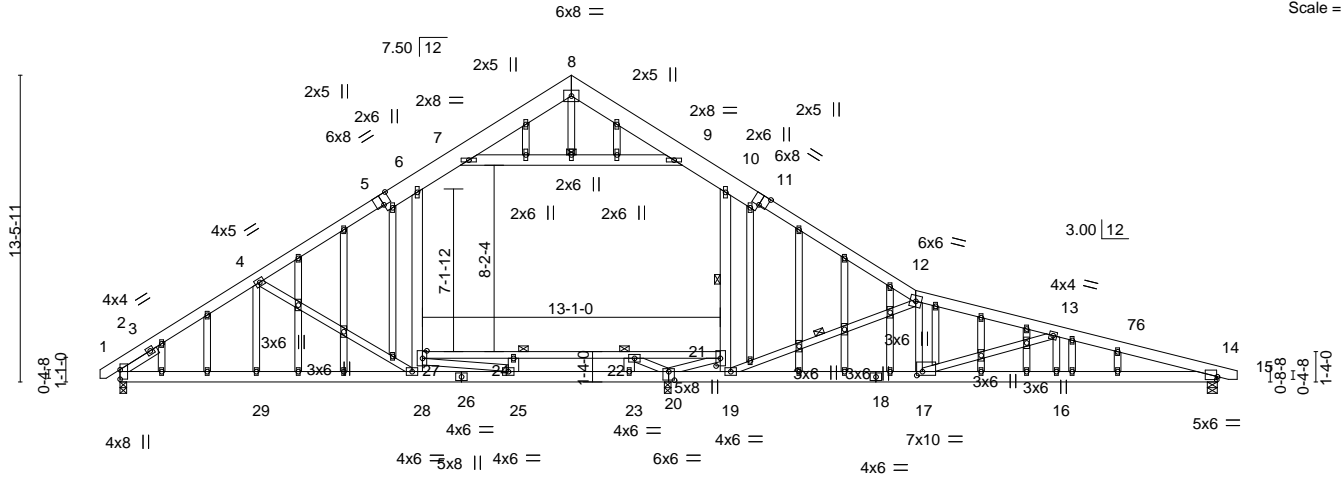 6x8 =
Scale =
7.50 12
2x5 ||
8
2x5 ||
2x5 ||
2x8 =
2x6 ||
6x8
7
2x8 =
2x5 ||
9
2x6 ||
6
10
6x8
5
11
2x6 ||
2x6 ||
2x6 ||
13-5-11
4x5
3.00 12
6x6
7-1-12
8-2-4
4
12
4x4
13
4x4
13-1-0
2 3
76
1
3x6 ||
3x6 ||
21
14
0-4-8
1-1-0
3x6 ||
27
24
1-4-0
22
5x8 ||
3x6 ||
3x6 ||
3x6 ||
3x6 ||
15
0-8-8
0-4-8
1-4-0
29
28
26
25
23
20
19
18
17
16
4x8 ||
4x6 =
5x8 ||
4x6 =
4x6 =
4x6 =
6x6 =
4x6 =
4x6 =
7x10 =
5x6 =